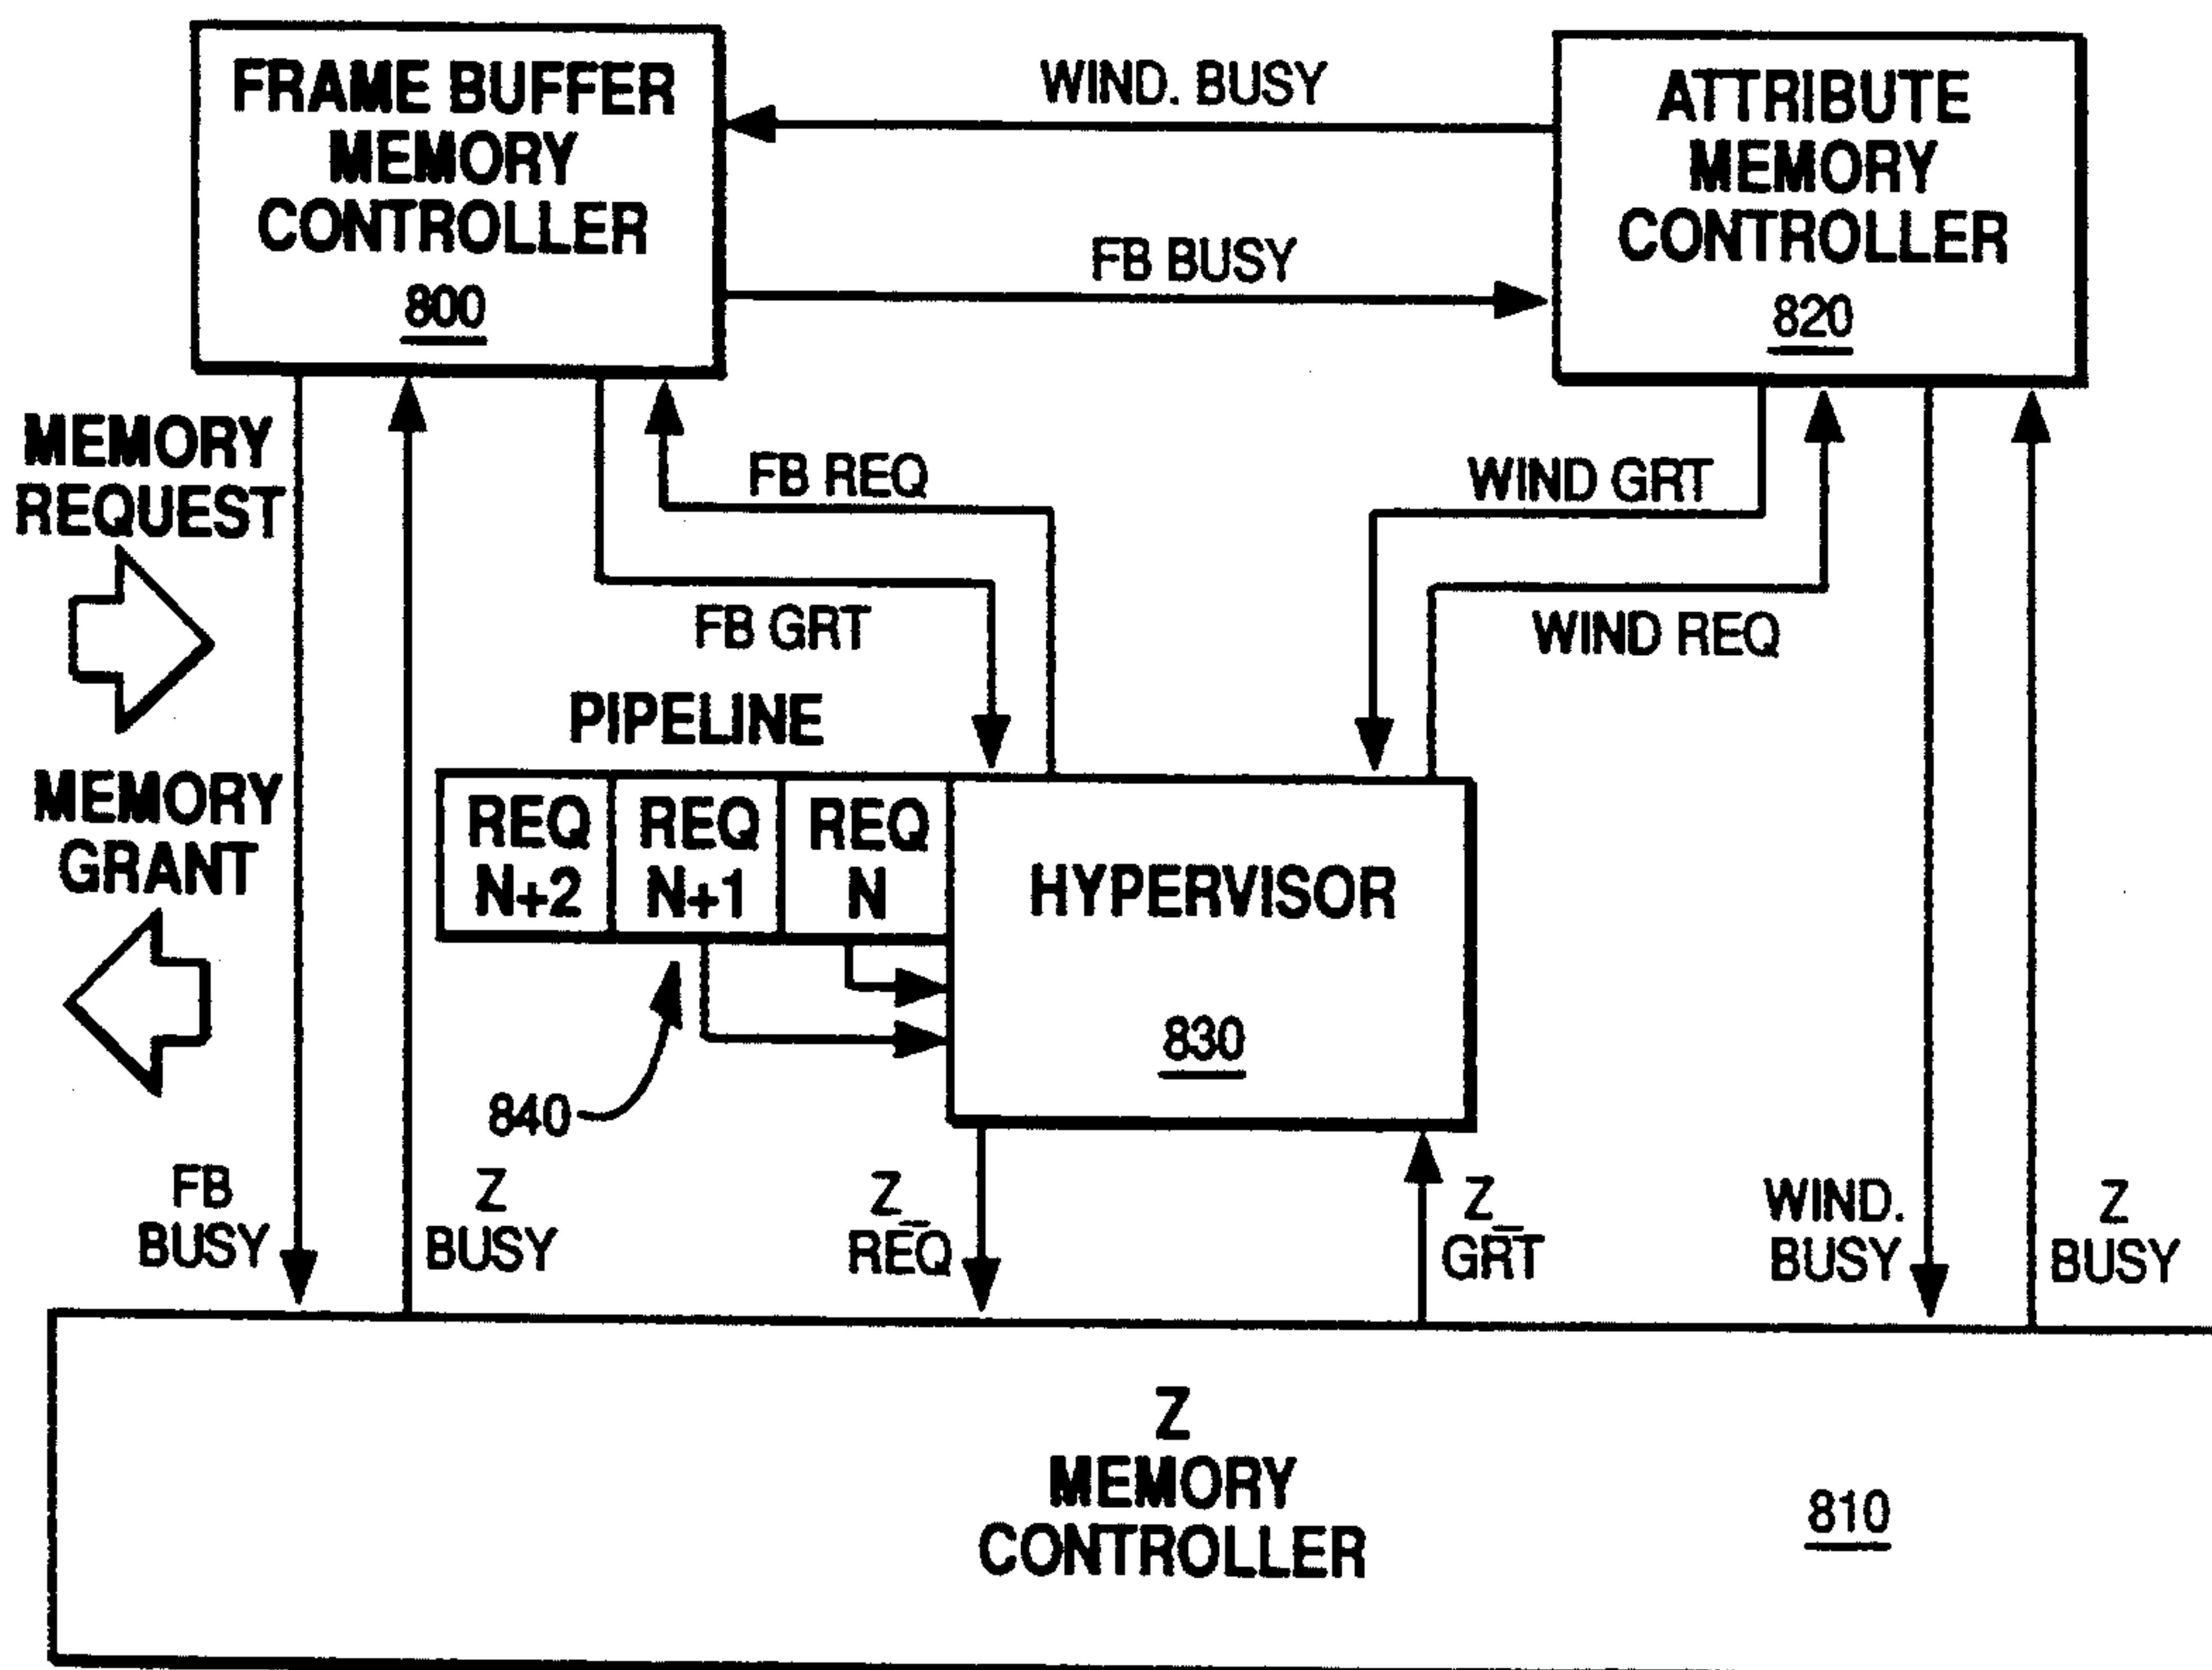 FRAME BUFFER
MEMORY
CONTROLLER
800
WIND. BUSY
FB BUSY
ATTRIBUTE
MEMORY
CONTROLLER
820
MEMORY
REQUEST
FB REQ
FB GRT
WIND GRT
WIND REQ
PIPELINE
MEMORY
GRANT
REQ
N+2
REQ
N+1
REQ
N
HYPERVISOR
830
840
FB
BUSY
Z
BUSY
Z_
REQ
Z_
GRT
WIND.
BUSY
Z
BUSY
Z
MEMORY
CONTROLLER
810